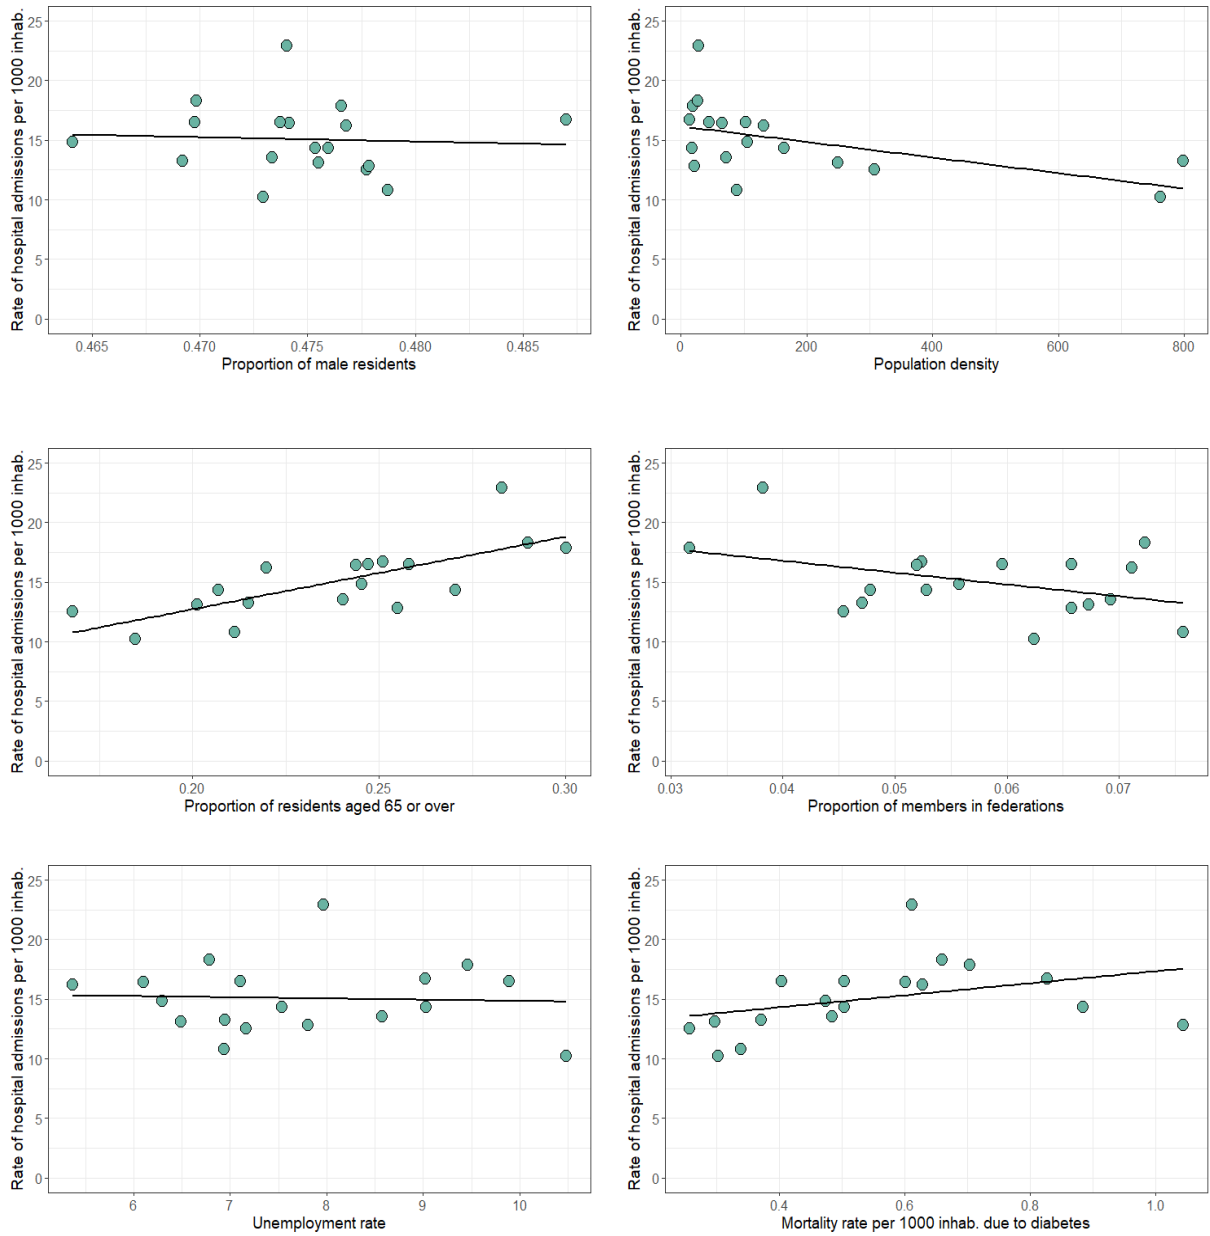 Rate of hospital admissions per 1000 inhab.
25
20
15
10
5
0
0.465 0.470 0.475 0.480 0.485
Proportion of male residents
Rate of hospital admissions per 1000 inhab.
25
20
15
10
5
0
0 200 400 600 800
Population density
Rate of hospital admissions per 1000 inhab.
25
20
15
10
5
0
0.20 0.25 0.30
Proportion of residents aged 65 or over
Rate of hospital admissions per 1000 inhab.
25
20
15
10
5
0
0.03 0.04 0.05 0.06 0.07
Proportion of members in federations
Rate of hospital admissions per 1000 inhab.
25
20
15
10
5
0
6 7 8 9 10
Unemployment rate
Rate of hospital admissions per 1000 inhab.
25
20
15
10
5
0
0.4 0.6 0.8 1.0
Mortality rate per 1000 inhab. due to diabetes